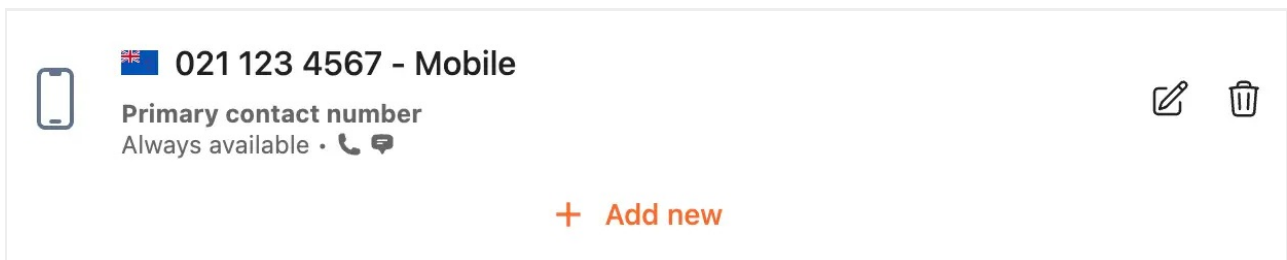 021 123 4567 - Mobile
Primary contact number
Always available •
+ Add new